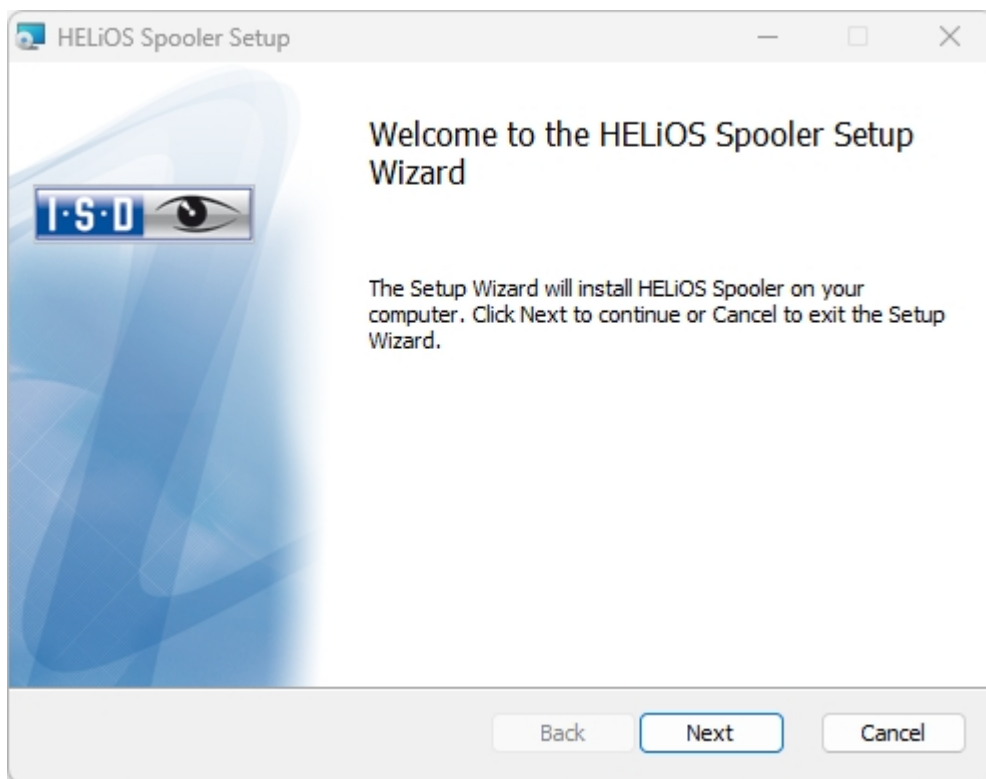 HELiOS Spooler Setup
Welcome to the HELiOS Spooler Setup
Wizard
I·S·D
The Setup Wizard will install HELiOS Spooler on your
computer. Click Next to continue or Cancel to exit the Setup
Wizard.
Back
Next
Cancel